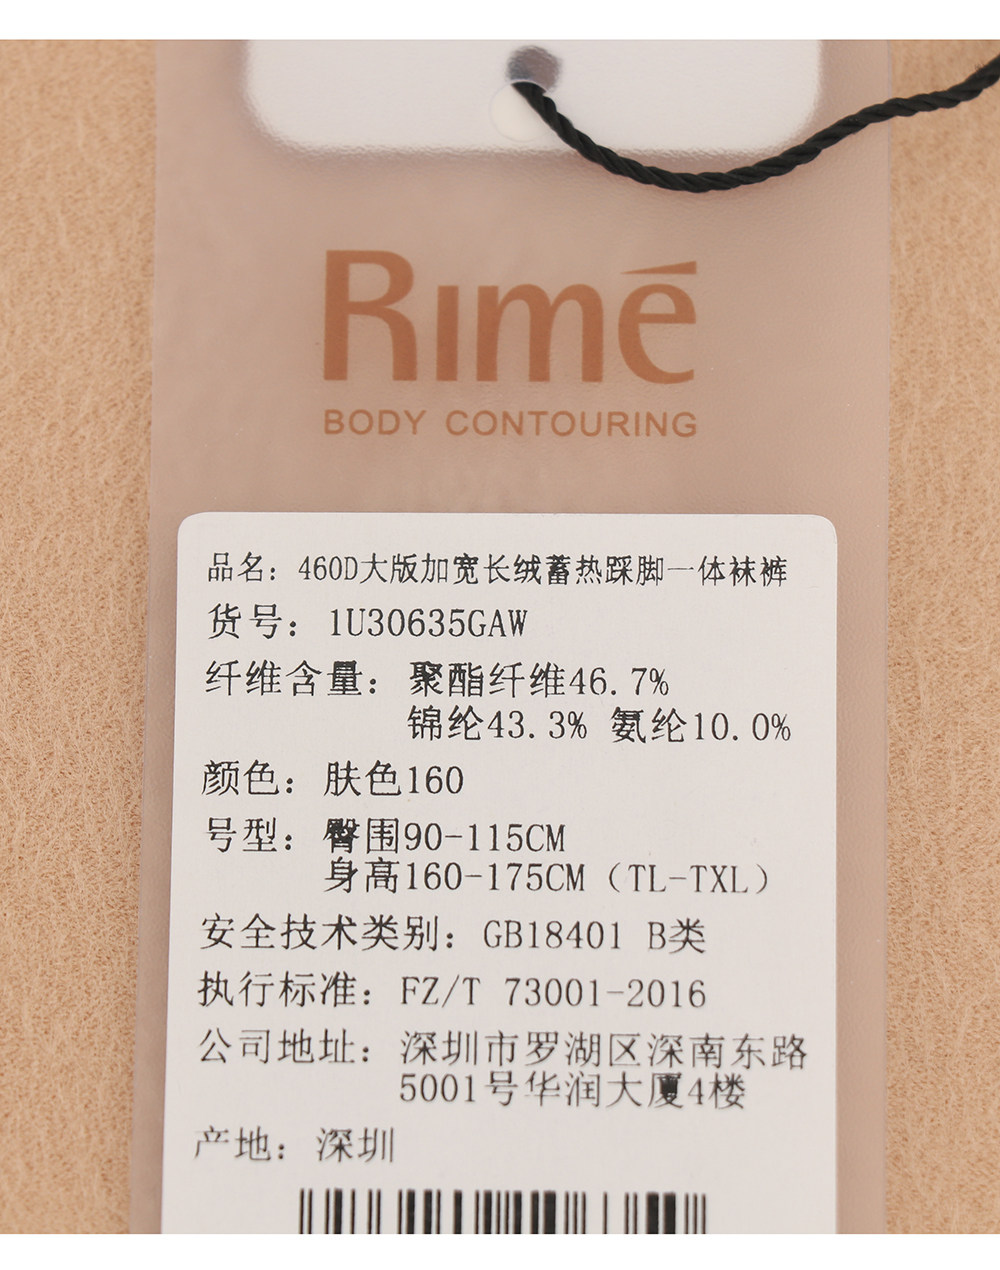 Rimé
BODY CONTOURING
品名：460D大版加宽长绒蓄热踩脚一体袜裤
货号：1U30635GAW
纤维含量：聚酯纤维46.7%
锦纶43.3% 氨纶10.0%
颜色：肤色160
号型：臀围90-115CM
身高160-175CM（TL-TXL）
安全技术类别：GB18401 B类
执行标准：FZ/T 73001-2016
公司地址：深圳市罗湖区深南东路
5001号华润大厦4楼
产地：深圳